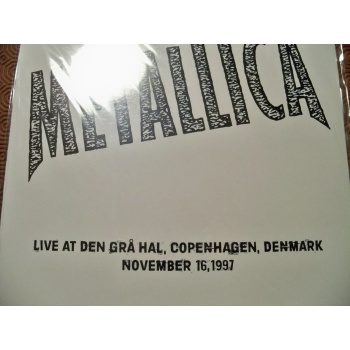 METALLICA
LIVE AT DEN GRÅ HAL, COPENHAGEN, DENMARK
NOVEMBER 16, 1997